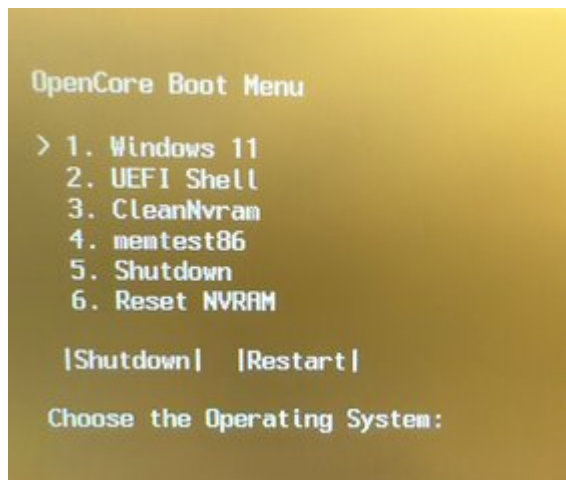 OpenCore Boot Menu
> 1. Windows 11
2. UEFI Shell
3. CleanNvram
4. memtest86
5. Shutdown
6. Reset NVRAM
|Shutdown| |Restart|
Choose the Operating System: